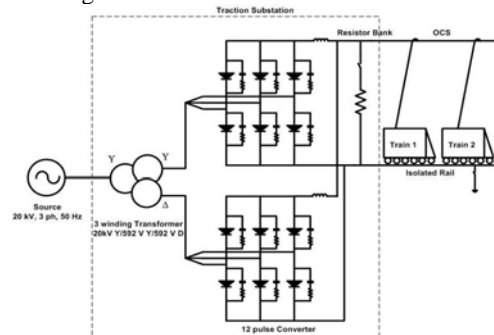 Traction Substation
Resistor Bank
OCS
Train 1
Train 2
Isolated Rail
Y
Y
Δ
Source
20 kV, 3 ph, 50 Hz
3 winding Transformer
20kV Y/592 V Y/592 V D
12 pulse Converter